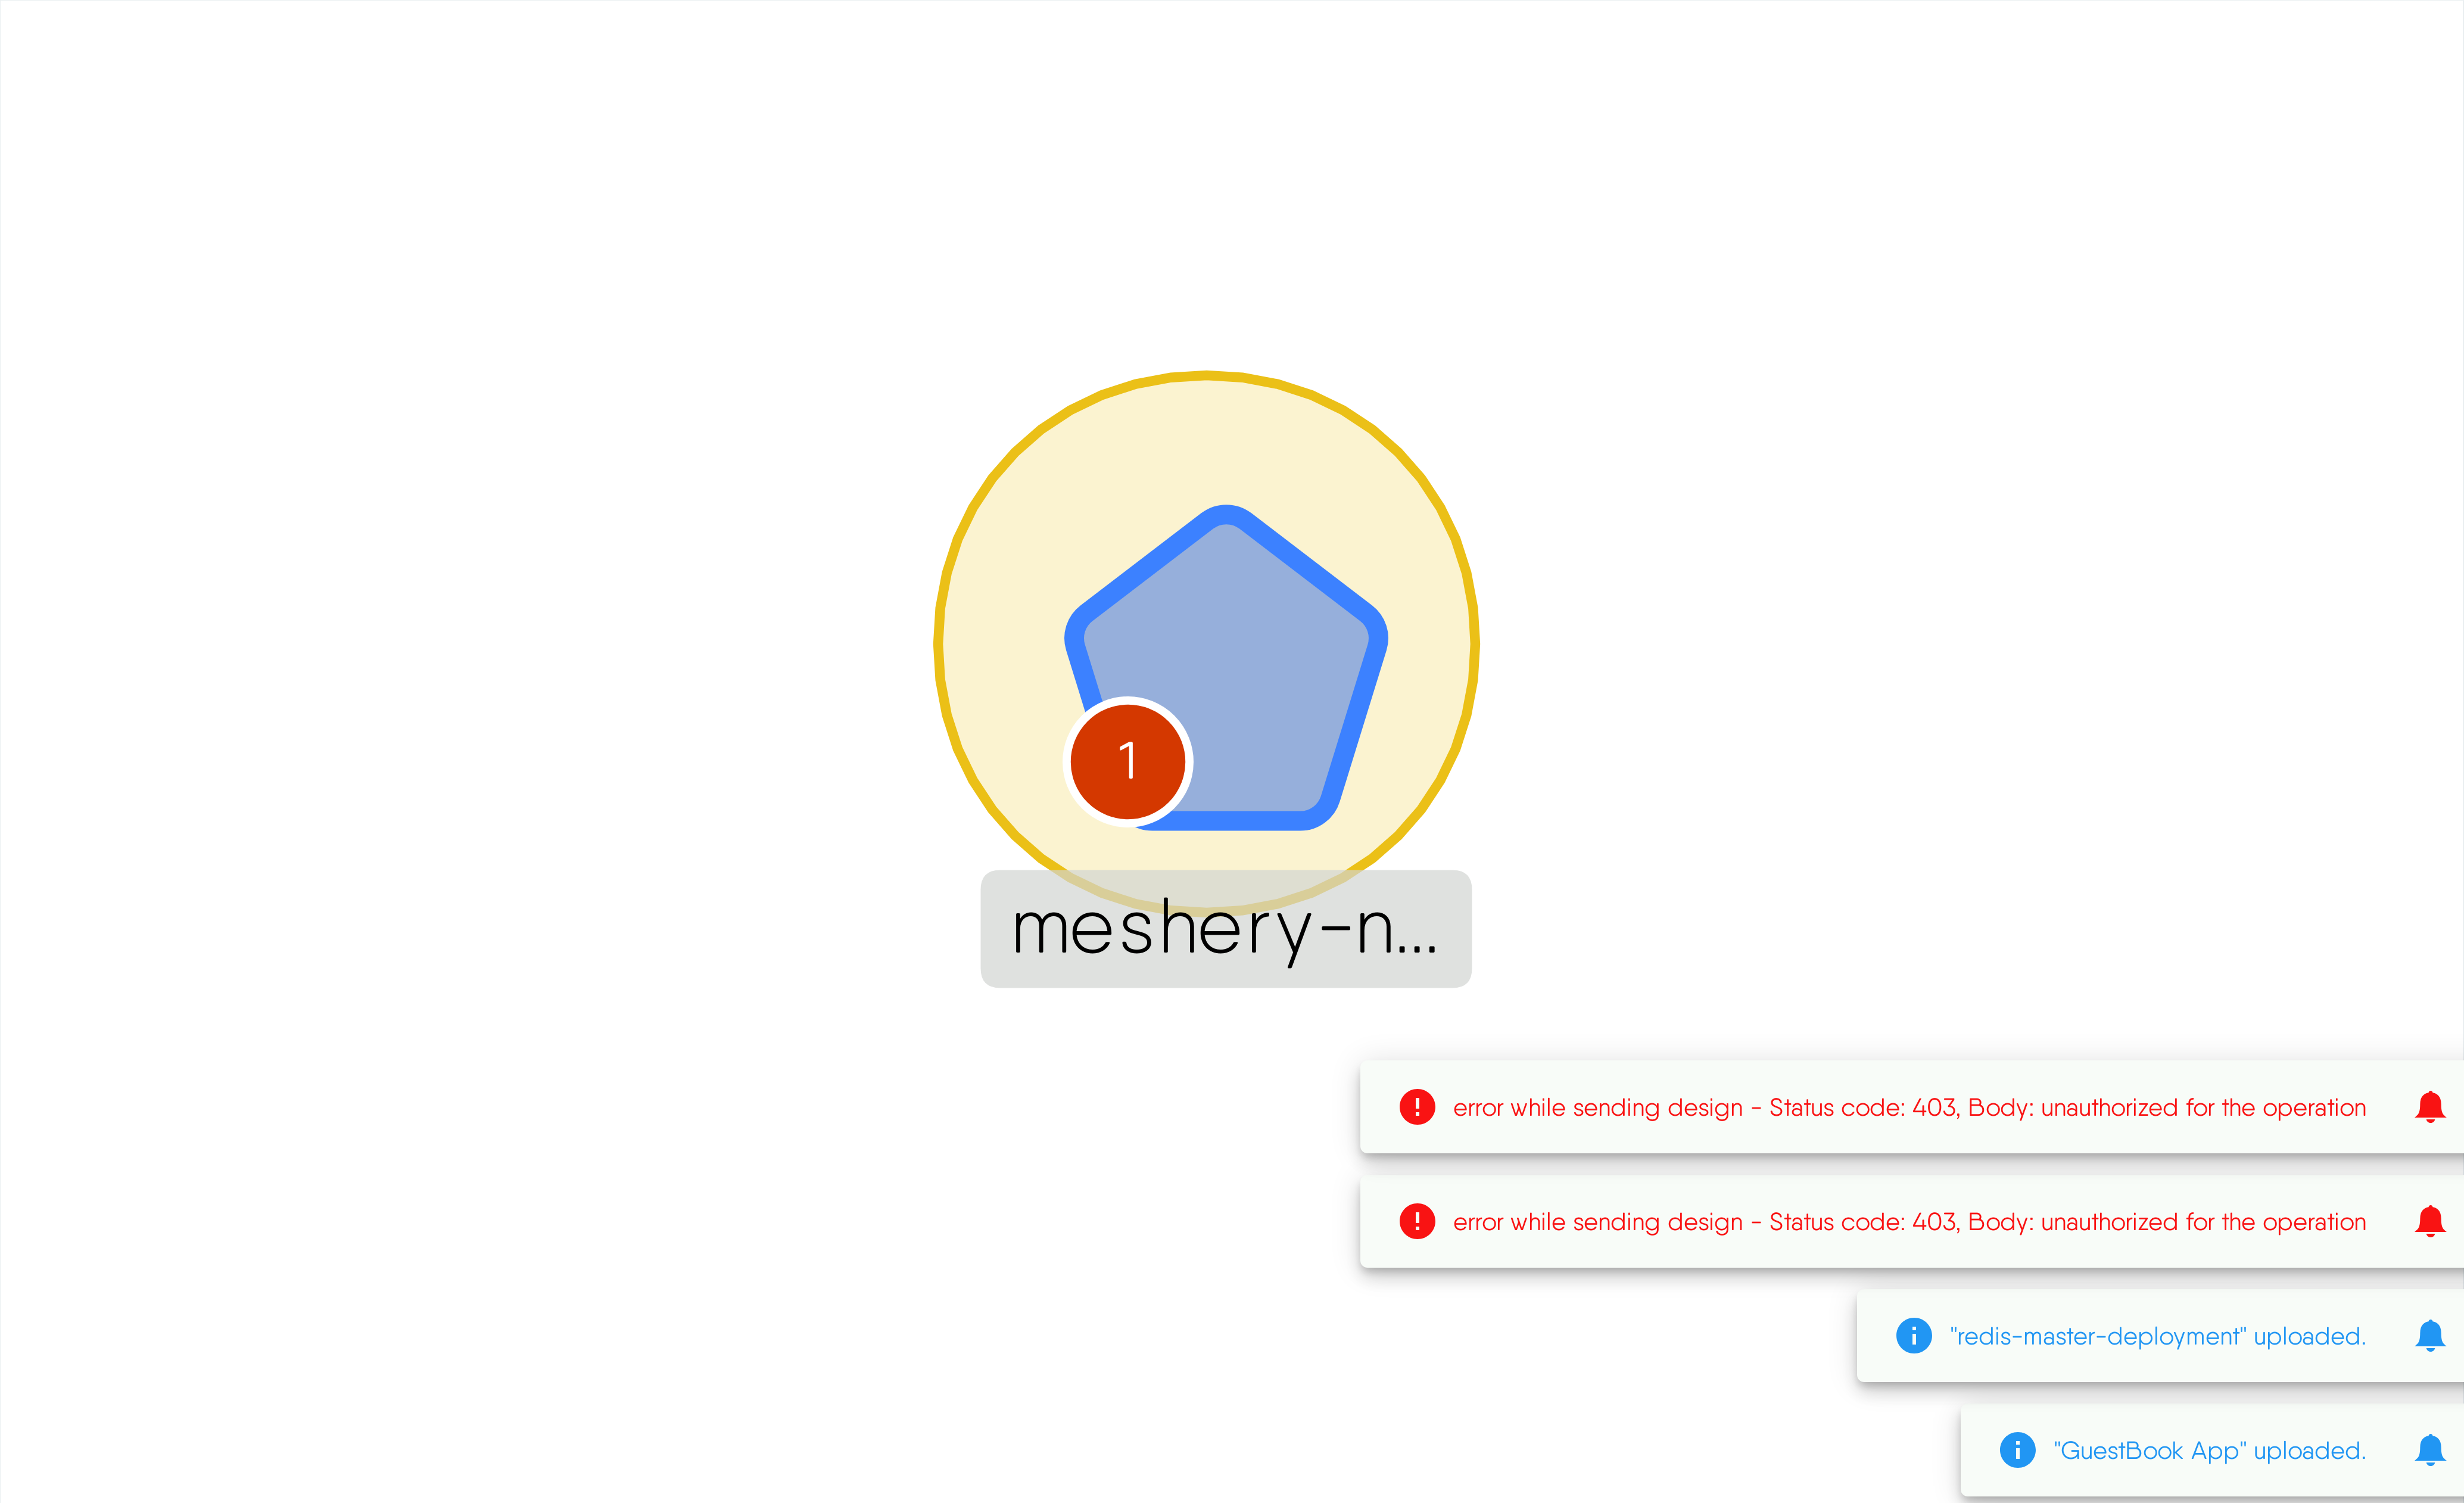 1
meshery-n...
error while sending design - Status code: 403, Body: unauthorized for the operation
error while sending design - Status code: 403, Body: unauthorized for the operation
"redis-master-deployment" uploaded.
"GuestBook App" uploaded.